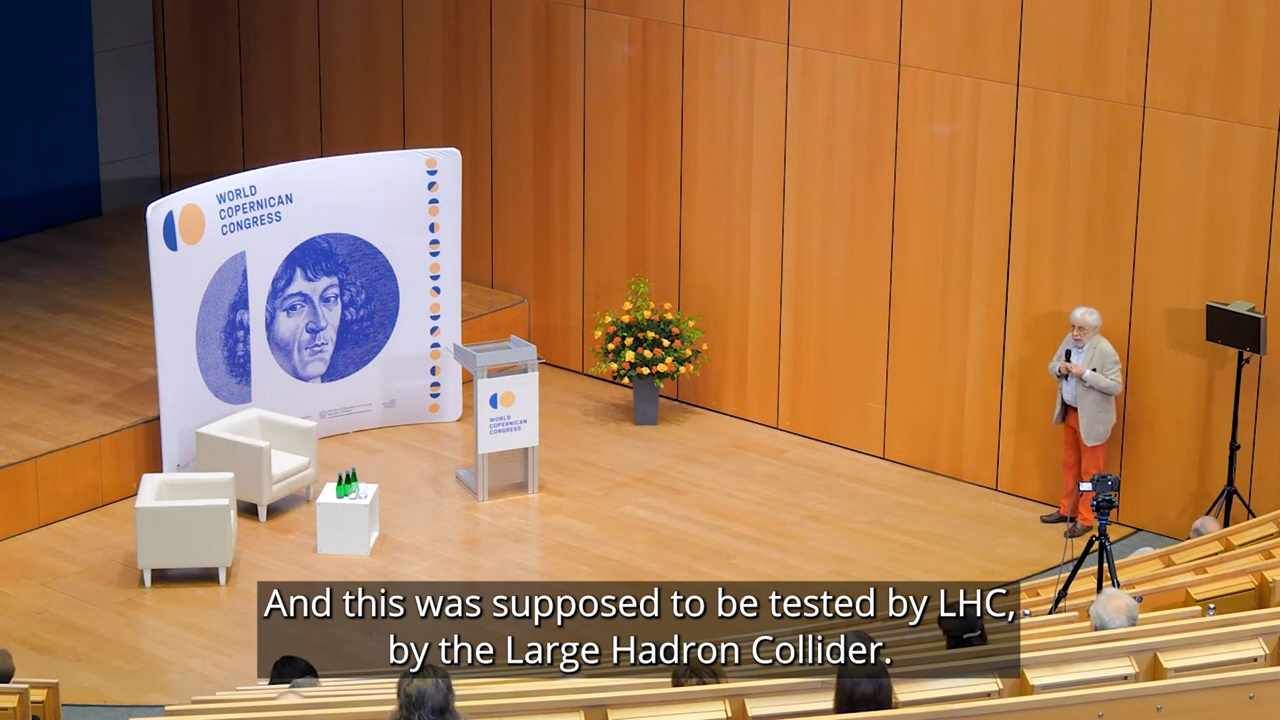 WORLD
COPERNICAN
CONGRESS
WORLD
COPERNICAN
CONGRESS
And this was supposed to be tested by LHC,
by the Large Hadron Collider.